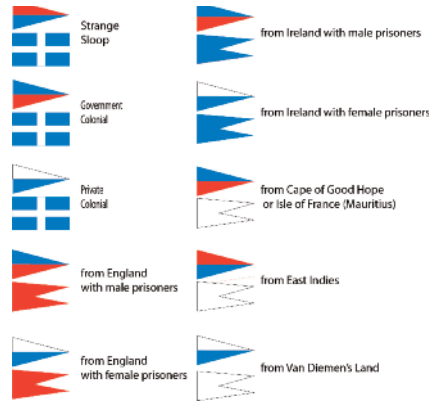 Strange
Sloop
Government
Colonial
Private
Colonial
from England
with male prisoners
from England
with female prisoners
from Ireland with male prisoners
from Ireland with female prisoners
from Cape of Good Hope
or Isle of France (Mauritius)
from East Indies
from Van Diemen's Land